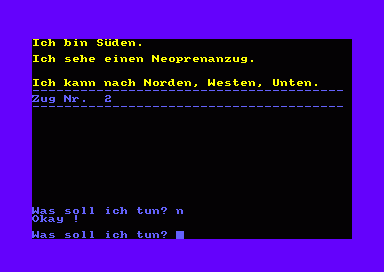 Ich bin Süden.
Ich sehe einen Neoprenanzug.
Ich kann nach Norden, Westen, Unten.
Zug Nr. 2
Was soll ich tun? n
Okay !
Was soll ich tun?